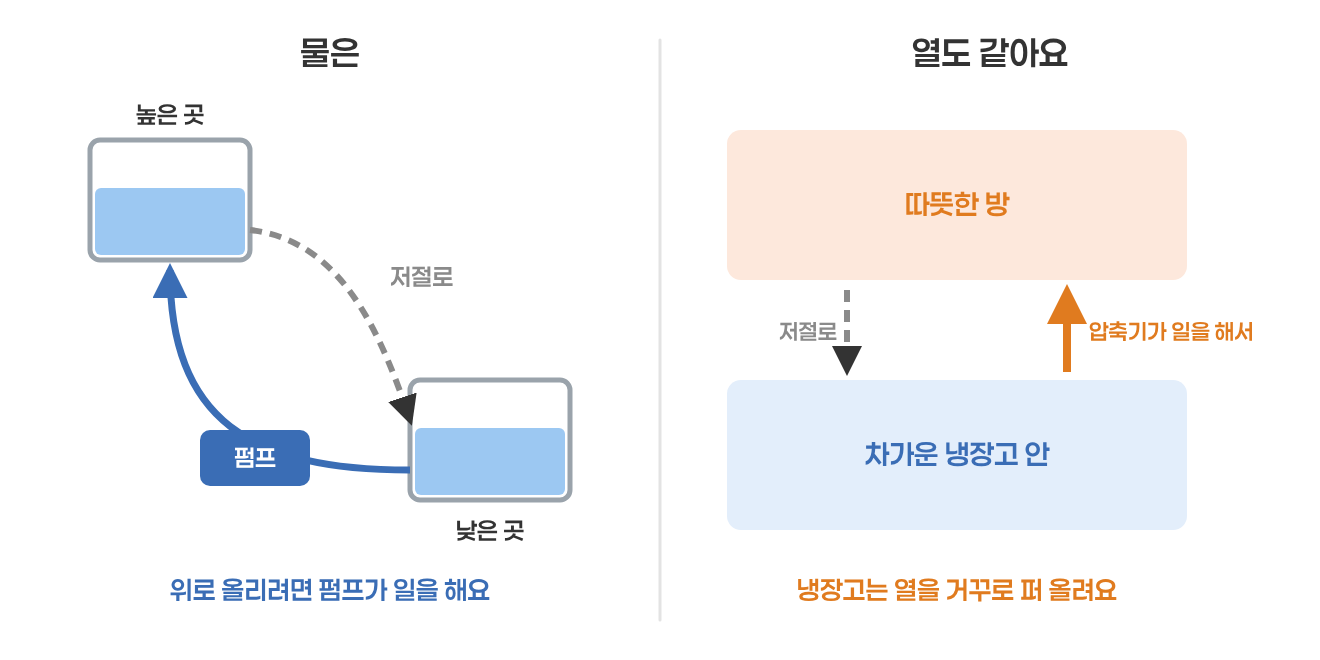 물은
높은 곳
저절로
펌프
낮은 곳
위로 올리려면 펌프가 일을 해요
열도 같아요
따뜻한 방
저절로
압축기가 일을 해서
차가운 냉장고 안
냉장고는 열을 거꾸로 퍼 올려요